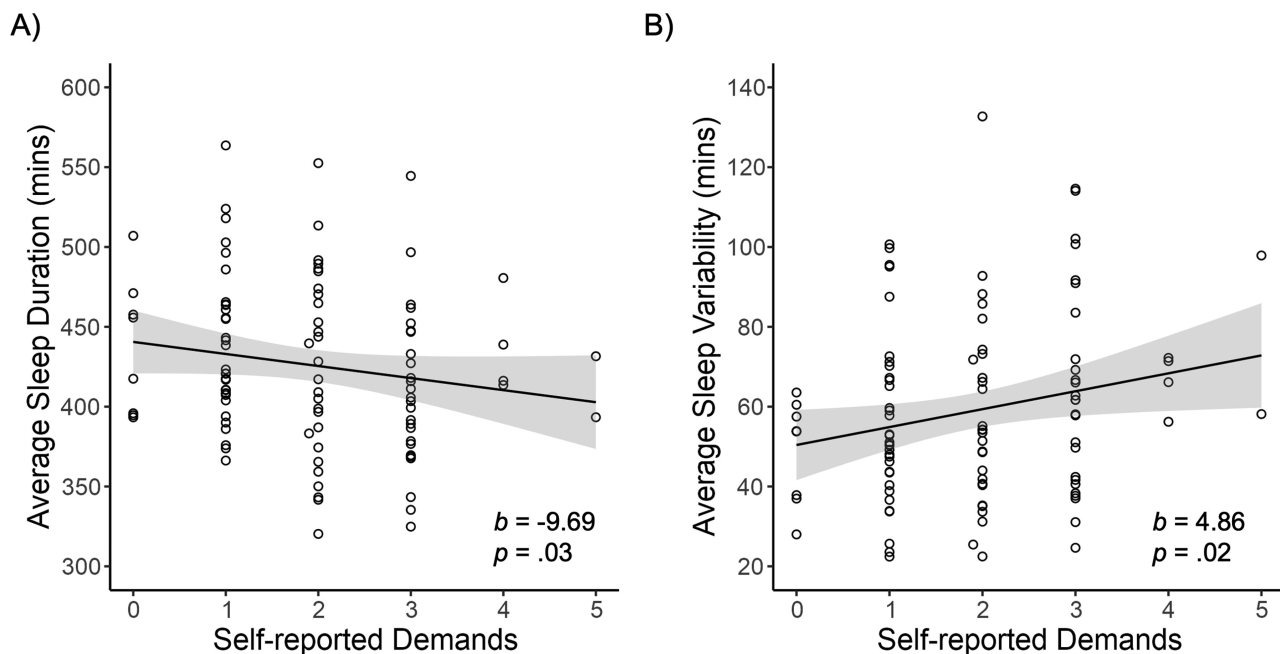 A)
Average Sleep Duration (mins)
600
550
500
450
400
350
300
b = -9.69
p = .03
0 1 2 3 4 5
Self-reported Demands
B)
Average Sleep Variability (mins)
140
120
100
80
60
40
20
b = 4.86
p = .02
0 1 2 3 4 5
Self-reported Demands